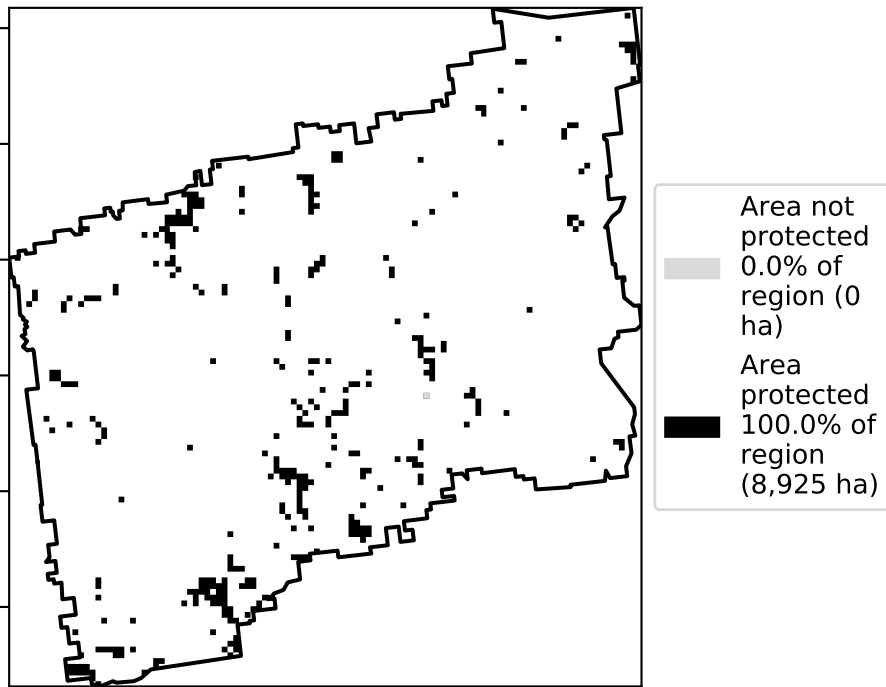 Area not
protected
0.0% of
region (0
ha)
Area
protected
100.0% of
region
(8,925 ha)